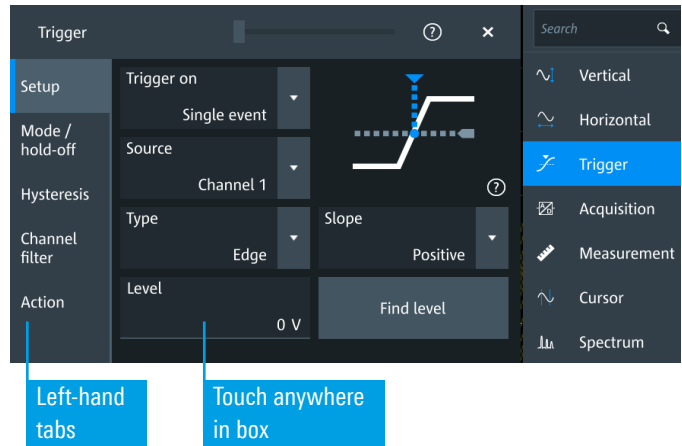 Trigger
?
×
Search
Setup
Mode /
hold-off
Hysteresis
Channel
filter
Action
Trigger on
Single event
Source
Channel 1
?
Type
Edge
Slope
Positive
Level
0 V
Find level
Vertical
Horizontal
Trigger
Acquisition
Measurement
Cursor
Spectrum
Left-hand
tabs
Touch anywhere
in box